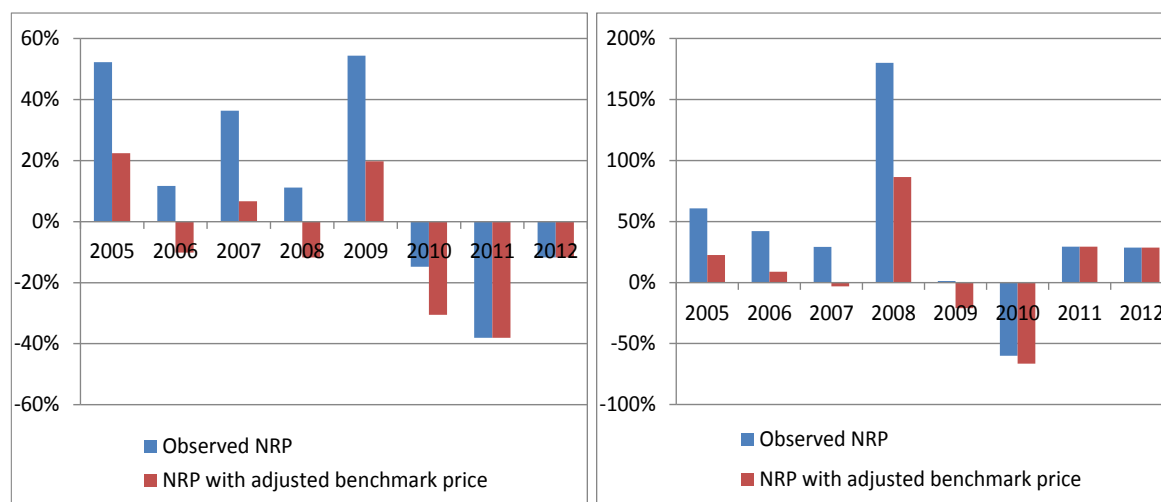 60%
40%
20%
0%
2005 2006 2007 2008 2009 2010 2011 2012
-20%
-40%
-60%
Observed NRP
NRP with adjusted benchmark price
200%
150%
100%
50%
0%
2005 2006 2007 2008 2009 2010 2011 2012
-50%
-100%
Observed NRP
NRP with adjusted benchmark price